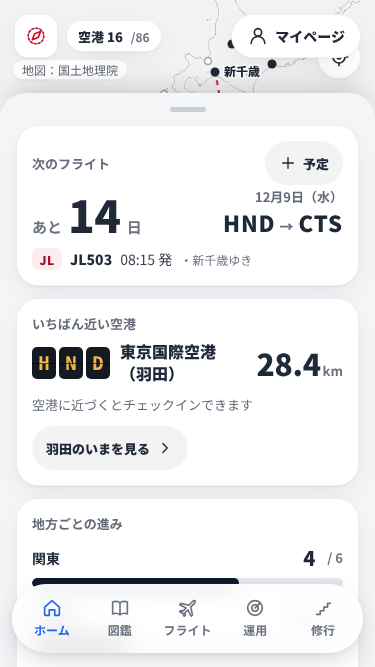 空港 16 /86
マイページ
地図：国土地理院
新千歳
次のフライト
＋ 予定
あと 14 日
12月9日（水）
HND → CTS
JL JL503 08:15 発 ・新千歳ゆき
いちばん近い空港
HND 東京国際空港
（羽田）
28.4km
空港に近づくとチェックインできます
羽田のいまを見る
地方ごとの進み
関東 4 / 6
ホーム 図鑑 フライト 運用 修行